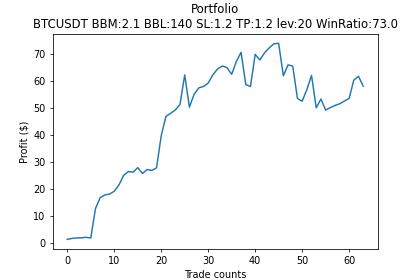 Portfolio
BTCUSDT BBM:2.1 BBL:140 SL:1.2 TP:1.2 lev:20 WinRatio:73.0
Profit ($)
70
60
50
40
30
20
10
0
0 10 20 30 40 50 60
Trade counts